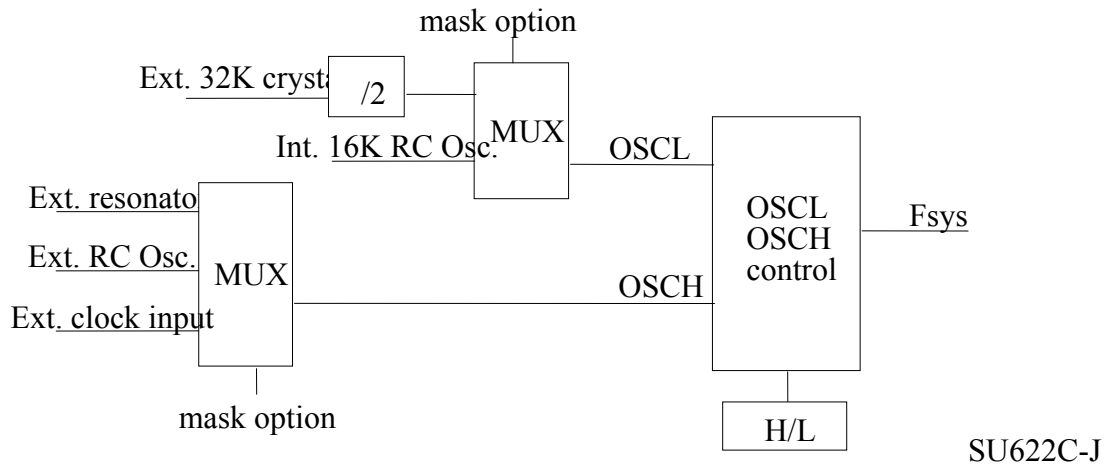 mask option
Ext. 32K crysta
/2
MUX
Int. 16K RC Osc.
OSCL
Ext. resonato
OSCL
OSCH
control
Fsys
Ext. RC Osc.
MUX
OSCH
Ext. clock input
mask option
H/L
SU622C-J